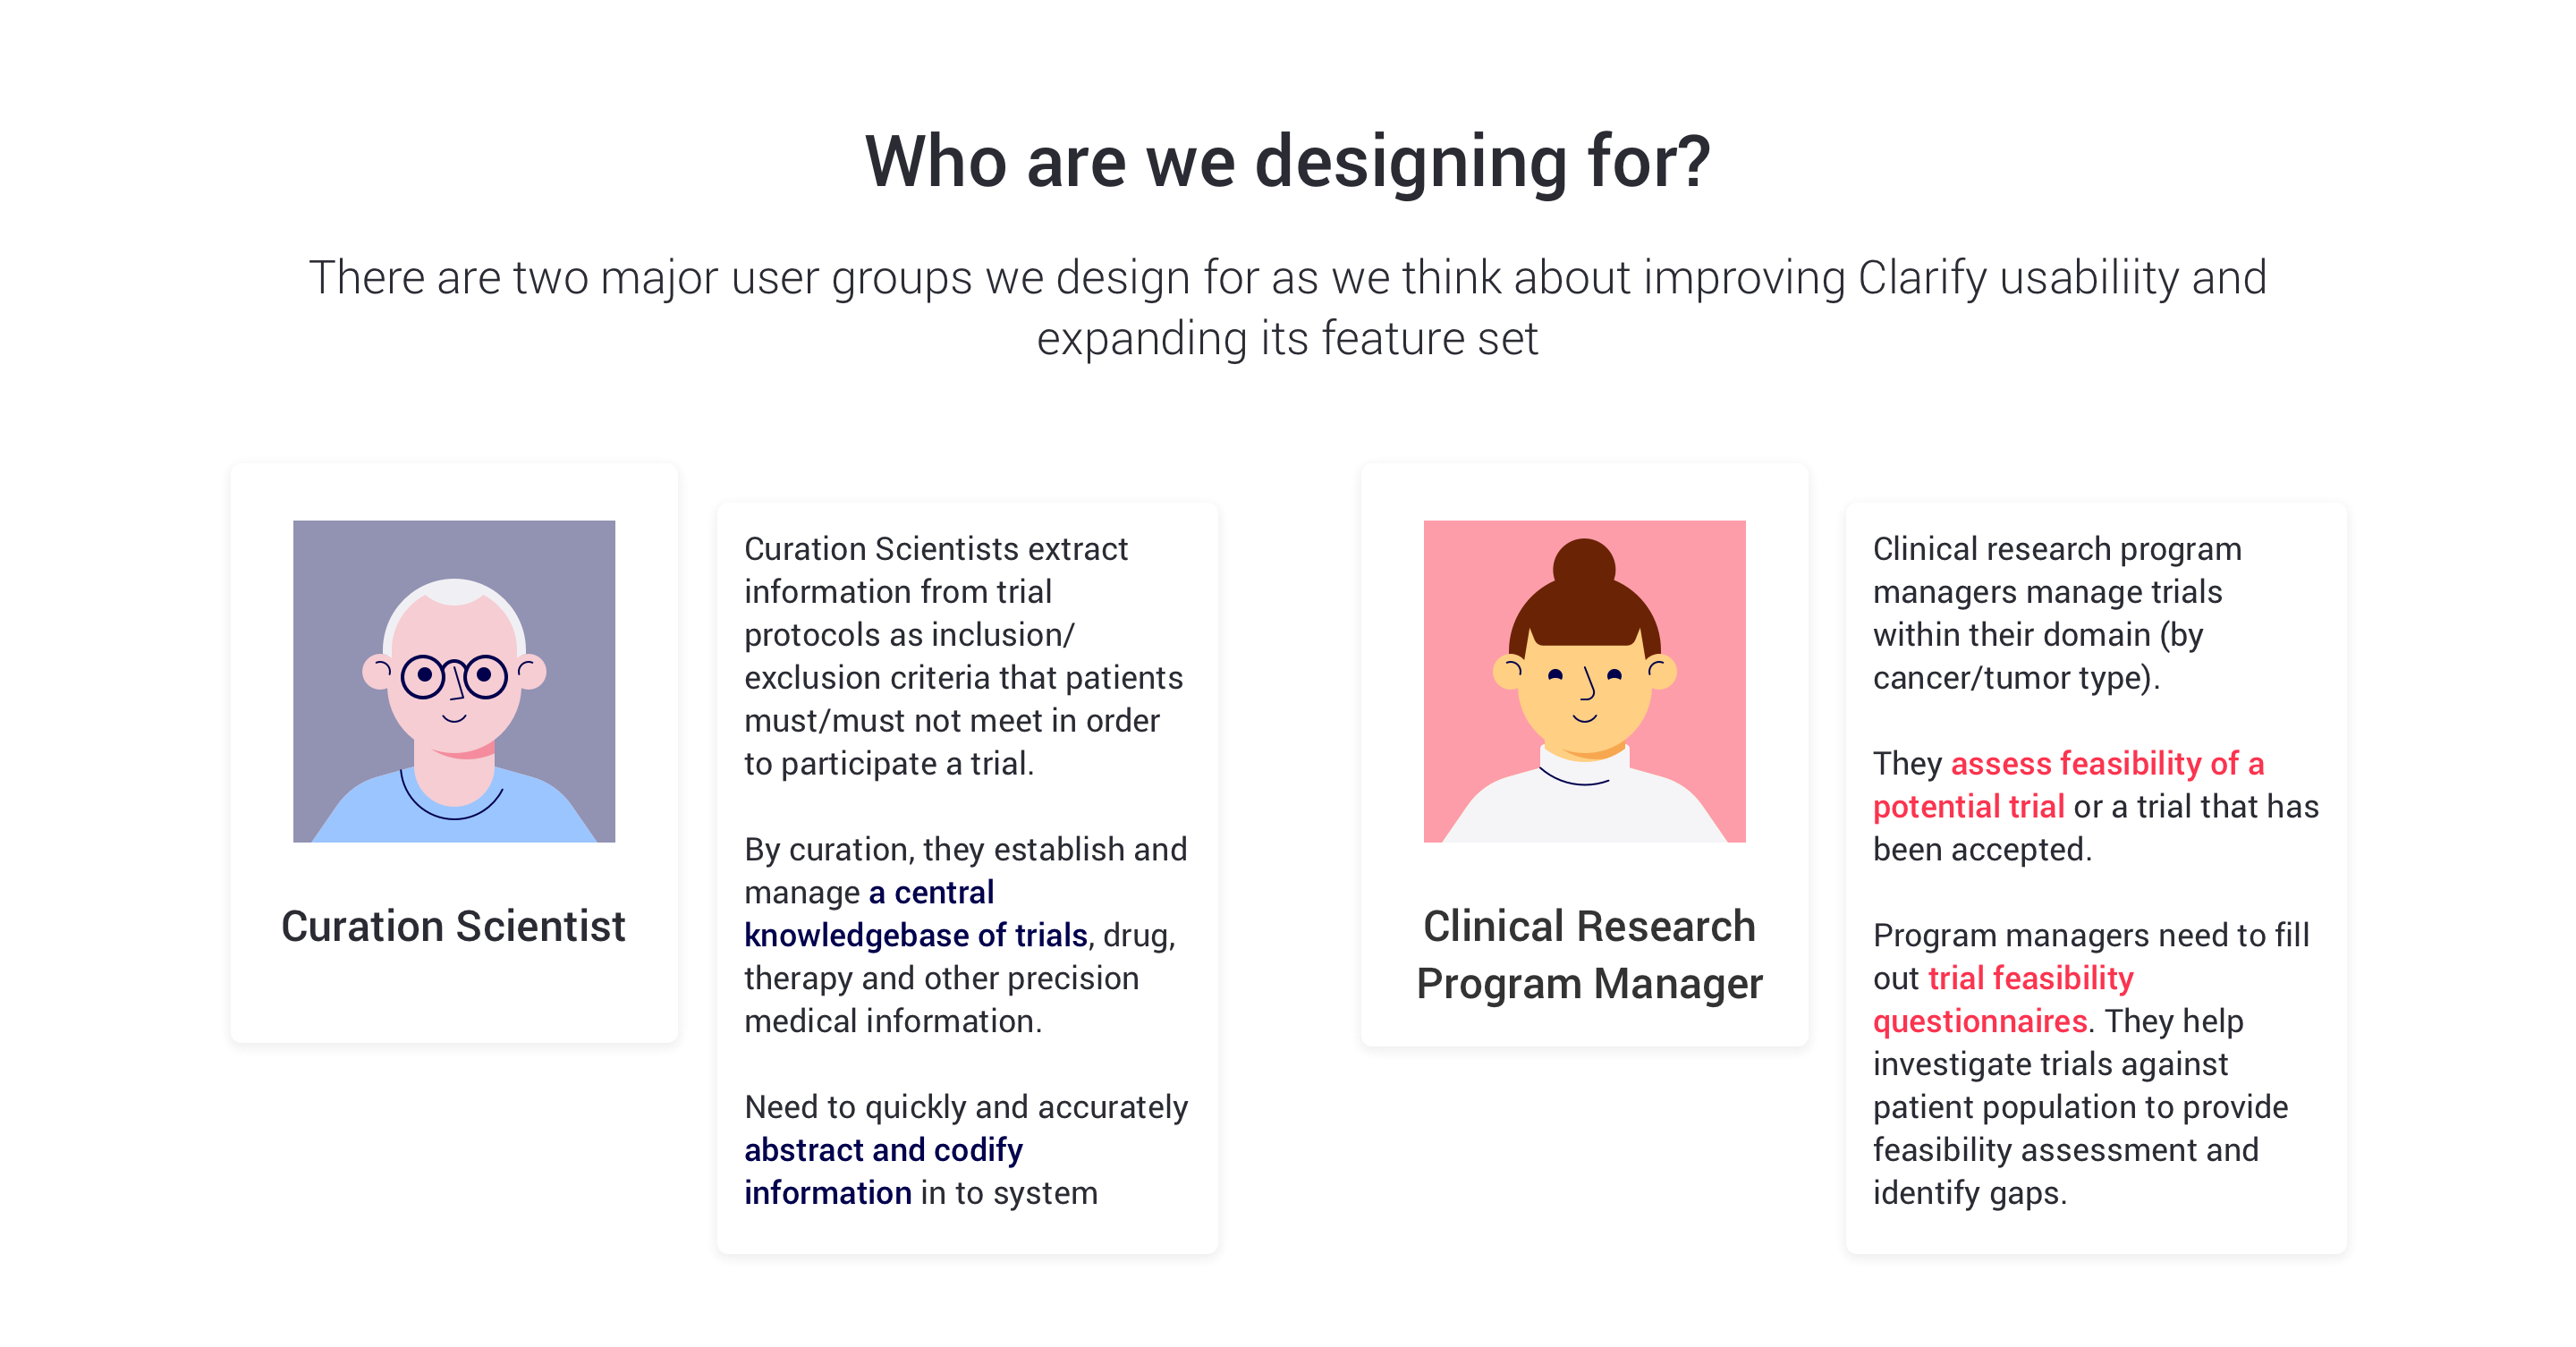 Who are we designing for?
There are two major user groups we design for as we think about improving Clarify usabiliity and
expanding its feature set
Curation Scientist
Curation Scientists extract
information from trial
protocols as inclusion/
exclusion criteria that patients
must/must not meet in order
to participate a trial.
By curation, they establish and
manage a central
knowledgebase of trials, drug,
therapy and other precision
medical information.
Need to quickly and accurately
abstract and codify
information in to system
Clinical Research
Program Manager
Clinical research program
managers manage trials
within their domain (by
cancer/tumor type).
They assess feasibility of a
potential trial or a trial that has
been accepted.
Program managers need to fill
out trial feasibility
questionnaires. They help
investigate trials against
patient population to provide
feasibility assessment and
identify gaps.